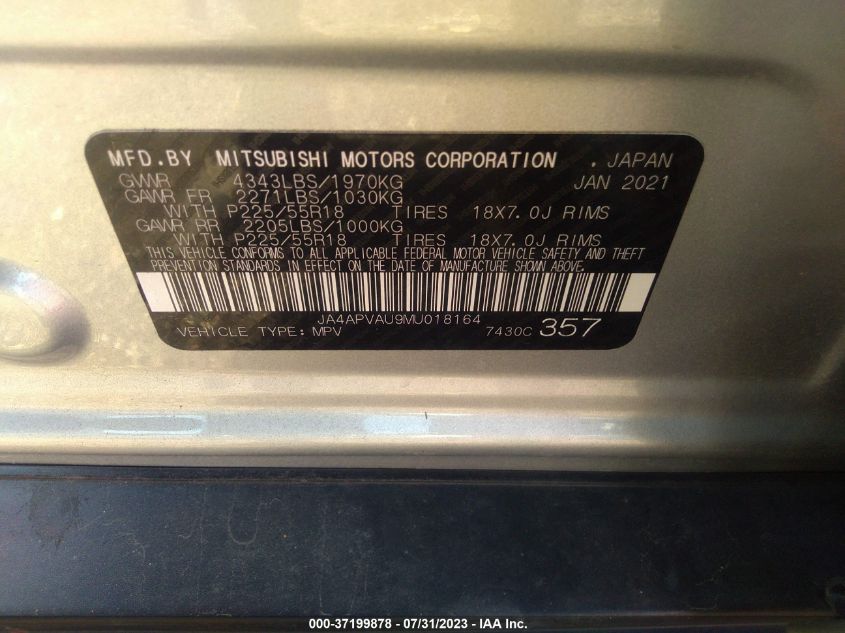 MFD.BY MITSUBISHI MOTORS CORPORATION . JAPAN
GVWR 4343LBS/1970KG JAN 2021
GAWR FR 2271LBS/1030KG
WITH P225/55R18 TIRES 18X7.0J RIMS
GAWR RR 2205LBS/1000KG
WITH P225/55R18 TIRES 18X7.0J RIMS
THIS VEHICLE CONFORMS TO ALL APPLICABLE FEDERAL MOTOR VEHICLE SAFETY AND THEFT
PREVENTION STANDARDS IN EFFECT ON THE DATE OF MANUFACTURE SHOWN ABOVE.
JA4APVAU9MU018164
VEHICLE TYPE: MPV 7430C 357
000-37199878 - 07/31/2023 - IAA Inc.